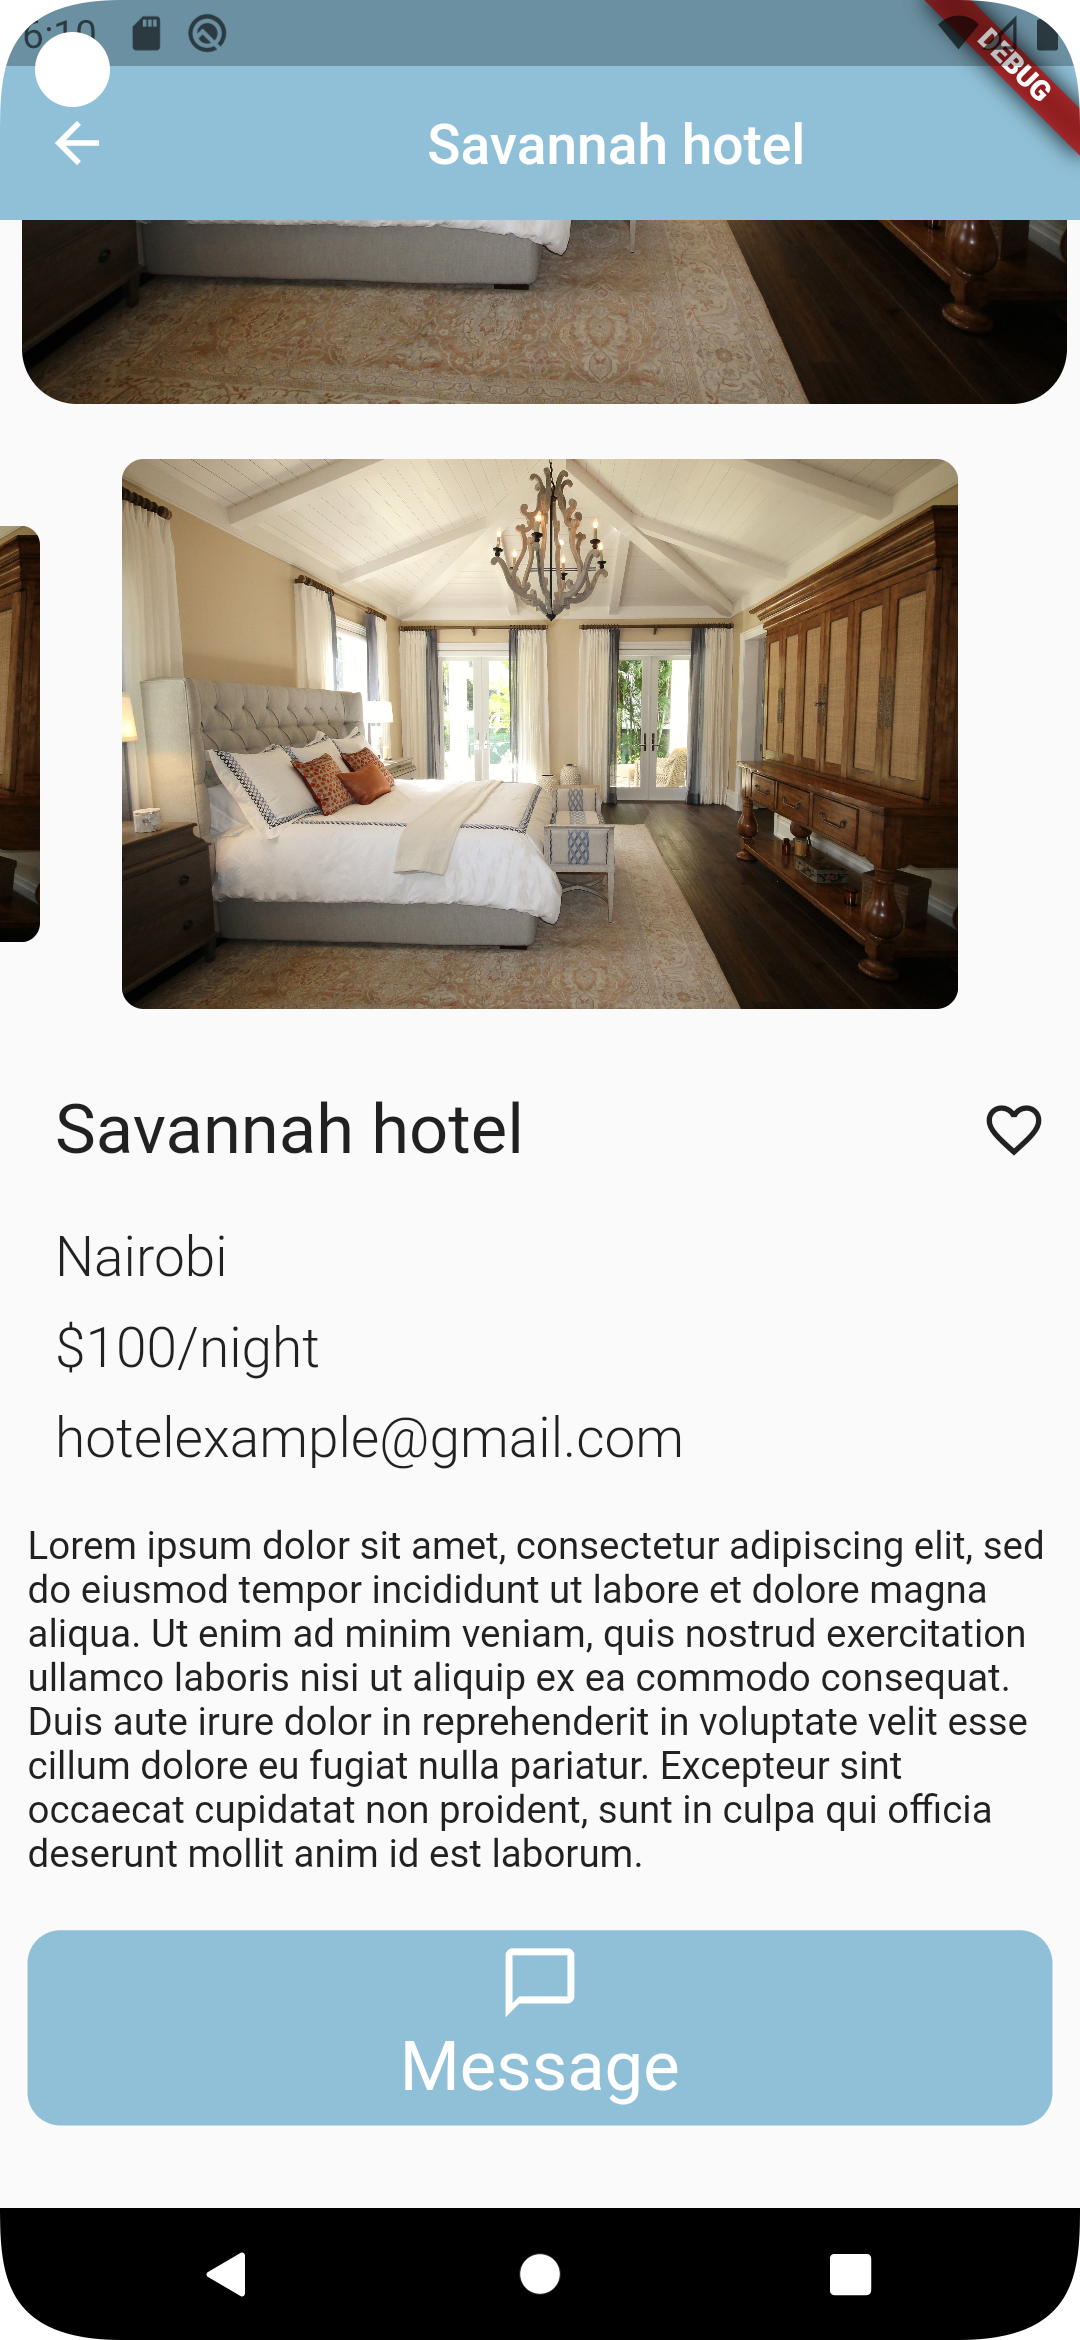 6:10
DEBUG
Savannah hotel
Savannah hotel
Nairobi
$100/night
hotelexample@gmail.com
Lorem ipsum dolor sit amet, consectetur adipiscing elit, sed
do eiusmod tempor incididunt ut labore et dolore magna
aliqua. Ut enim ad minim veniam, quis nostrud exercitation
ullamco laboris nisi ut aliquip ex ea commodo consequat.
Duis aute irure dolor in reprehenderit in voluptate velit esse
cillum dolore eu fugiat nulla pariatur. Excepteur sint
occaecat cupidatat non proident, sunt in culpa qui officia
deserunt mollit anim id est laborum.
Message